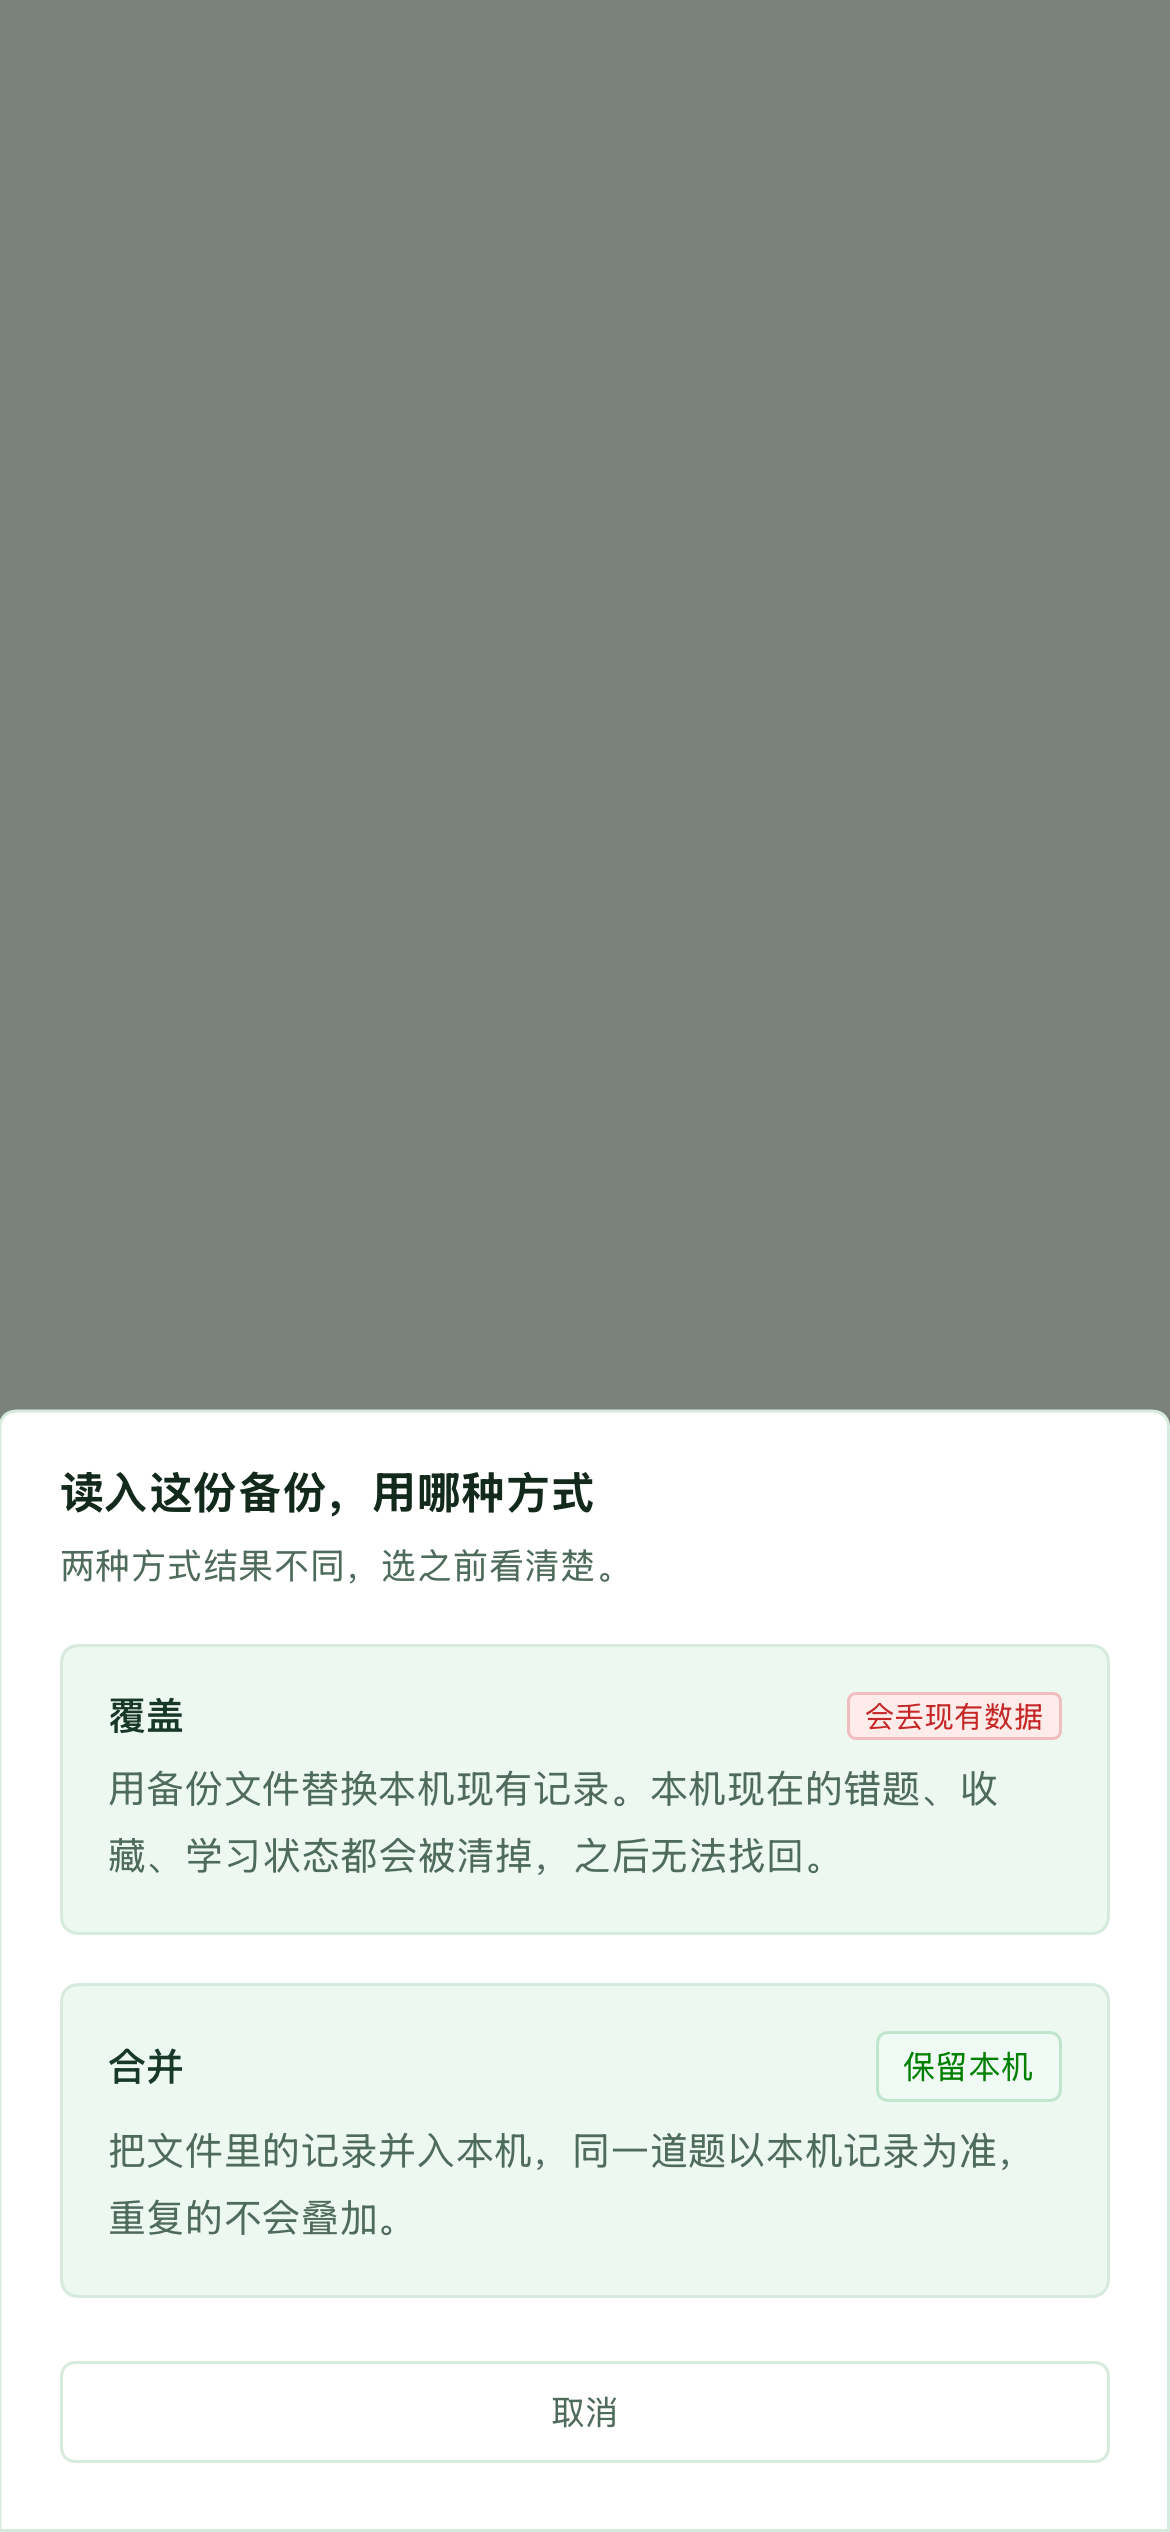 读入这份备份，用哪种方式
两种方式结果不同，选之前看清楚。
覆盖
会丢现有数据
用备份文件替换本机现有记录。本机现在的错题、收
藏、学习状态都会被清掉，之后无法找回。
合并
保留本机
把文件里的记录并入本机，同一道题以本机记录为准，
重复的不会叠加。
取消